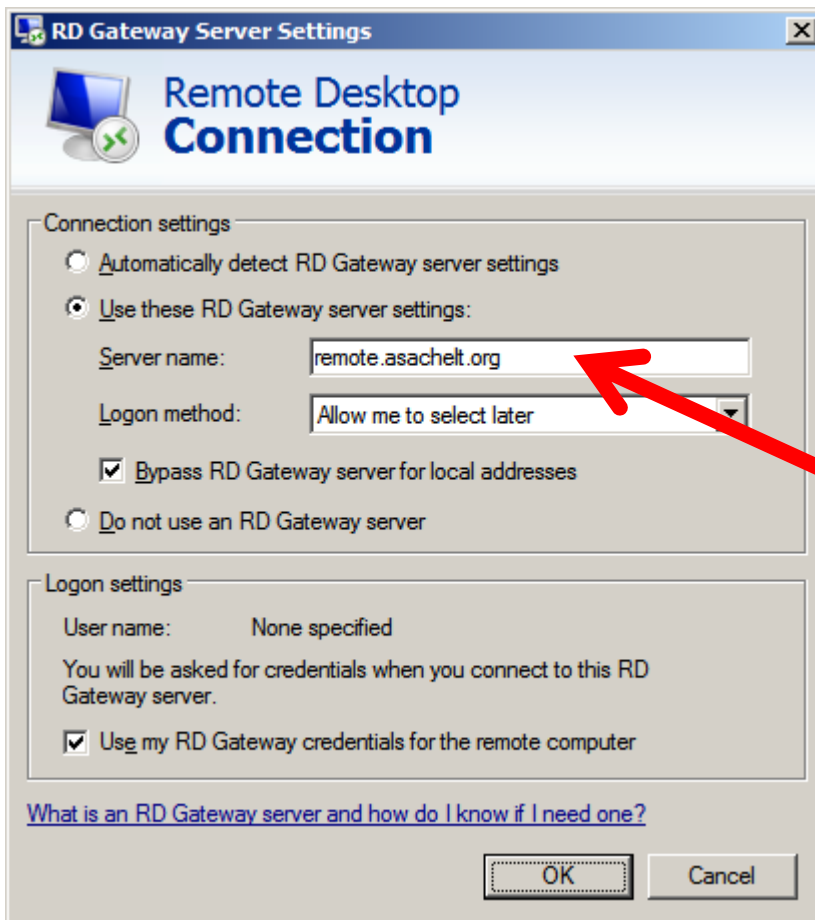 RD Gateway Server Settings
Remote Desktop
Connection
Connection settings
Automatically detect RD Gateway server settings
Use these RD Gateway server settings:
Server name: remote.asachelt.org
Logon method: Allow me to select later
Bypass RD Gateway server for local addresses
Do not use an RD Gateway server
Logon settings
User name: None specified
You will be asked for credentials when you connect to this RD
Gateway server.
Use my RD Gateway credentials for the remote computer
What is an RD Gateway server and how do I know if I need one?
OK Cancel